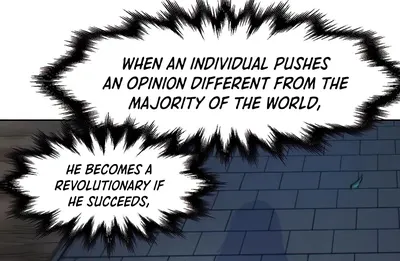 WHEN AN INDIVIDUAL PUSHES
AN OPINION DIFFERENT FROM THE
MAJORITY OF THE WORLD,
HE BECOMES A
REVOLUTIONARY IF
HE SUCCEEDS,